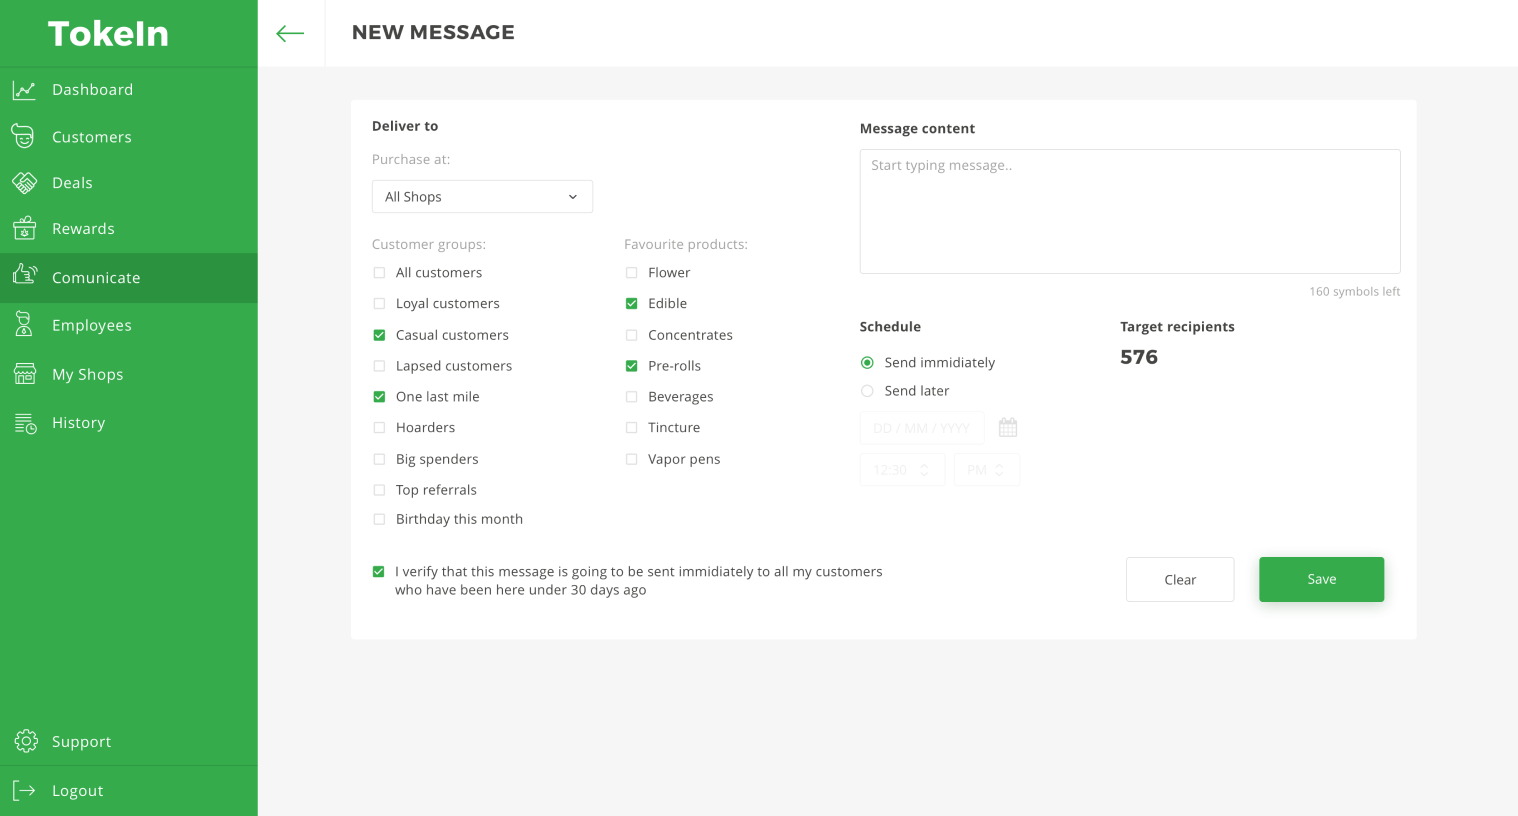 TokeIn
Dashboard
Customers
Deals
Rewards
Comunicate
Employees
My Shops
History
Support
Logout
NEW MESSAGE
Deliver to
Purchase at:
All Shops
Customer groups:
All customers
Loyal customers
Casual customers
Lapsed customers
One last mile
Hoarders
Big spenders
Top referrals
Birthday this month
Favourite products:
Flower
Edible
Concentrates
Pre-rolls
Beverages
Tincture
Vapor pens
Message content
Start typing message..
160 symbols left
Schedule
Send immidiately
Send later
DD / MM / YYYY
12:30
PM
Target recipients
576
I verify that this message is going to be sent immidiately to all my customers
who have been here under 30 days ago
Clear
Save